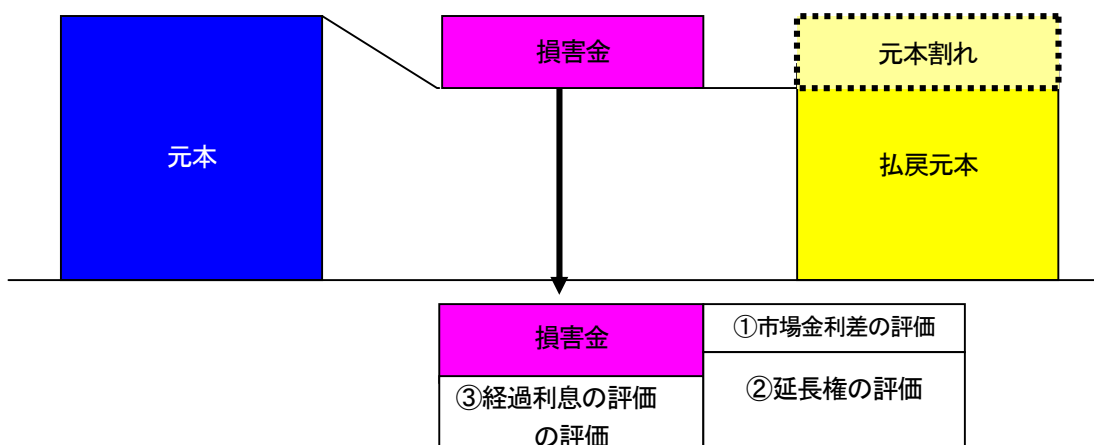 損害金
元本割れ
元本
払戻元本
損害金
①市場金利差の評価
②延長権の評価
③経過利息の評価
の評価